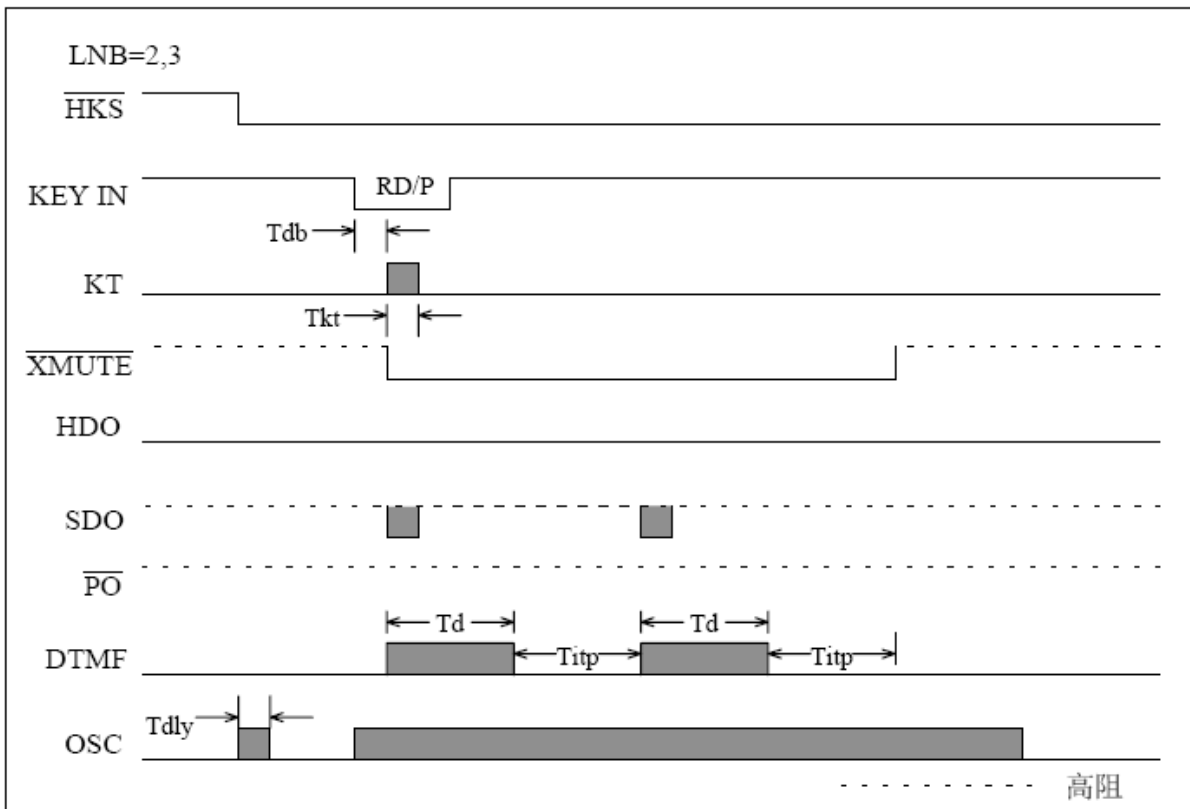 LNB=2,3
HKS
KEY IN
RD/P
Tdb
KT
Tkt
XMUTE
HDO
SDO
PO
Td
Td
DTMF
Titp
Titp
Tdly
OSC
高阻